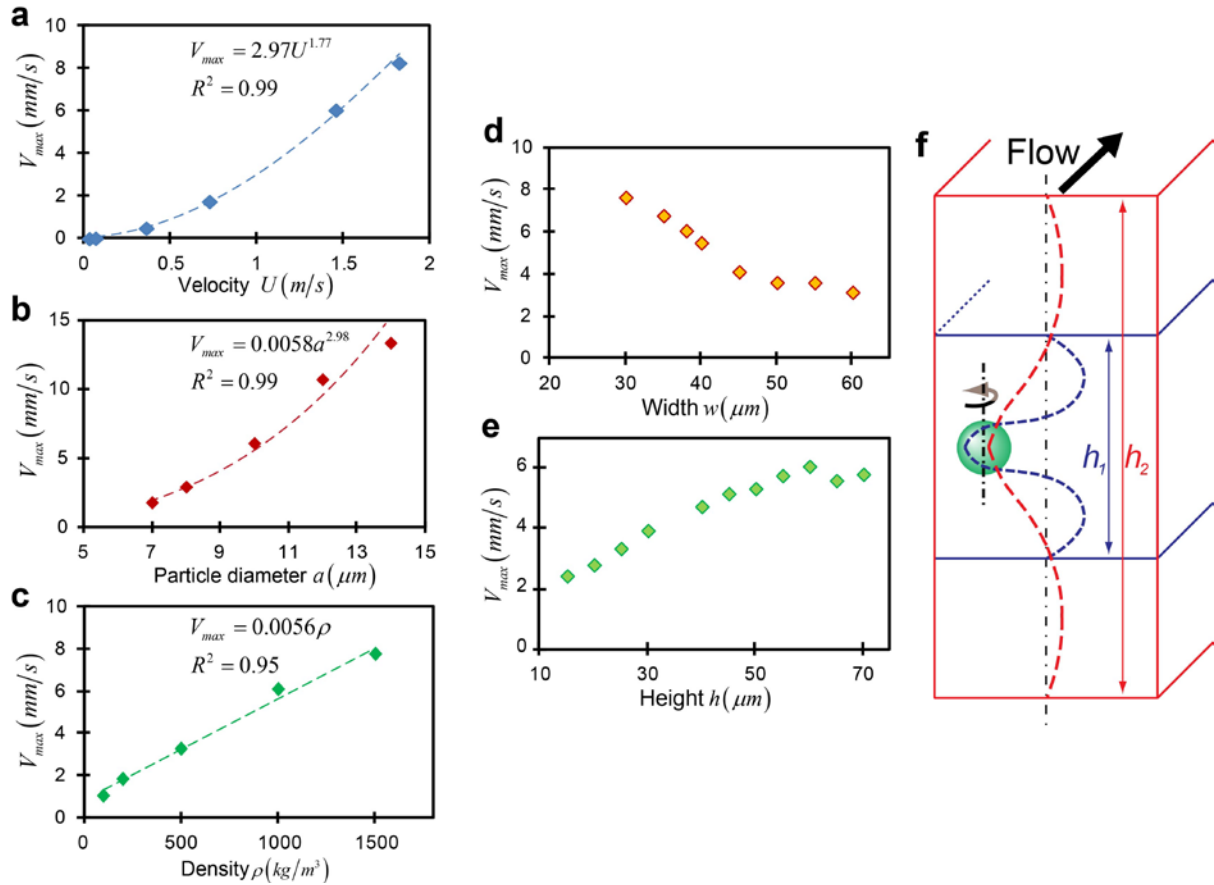 a
10
8
6
4
2
0
V_max (mm/s)
V_max = 2.97U^1.77
R² = 0.99
0 0.5 1 1.5 2
Velocity U(m/s)
b
15
10
5
0
V_max (mm/s)
V_max = 0.0058a^2.98
R² = 0.99
5 7 9 11 13 15
Particle diameter a(μm)
c
10
8
6
4
2
0
V_max (mm/s)
V_max = 0.0056ρ
R² = 0.95
0 500 1000 1500
Density ρ(kg/m³)
d
10
8
6
4
2
0
V_max (mm/s)
20 30 40 50 60
Width w(μm)
e
6
4
2
0
V_max (mm/s)
10 30 50 70
Height h(μm)
f
Flow
h₁ h₂